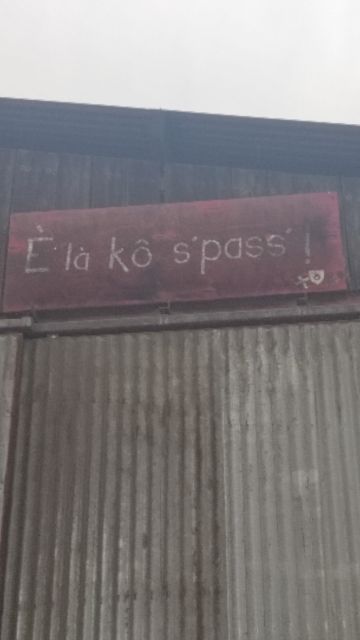 È là kô s'pass' !